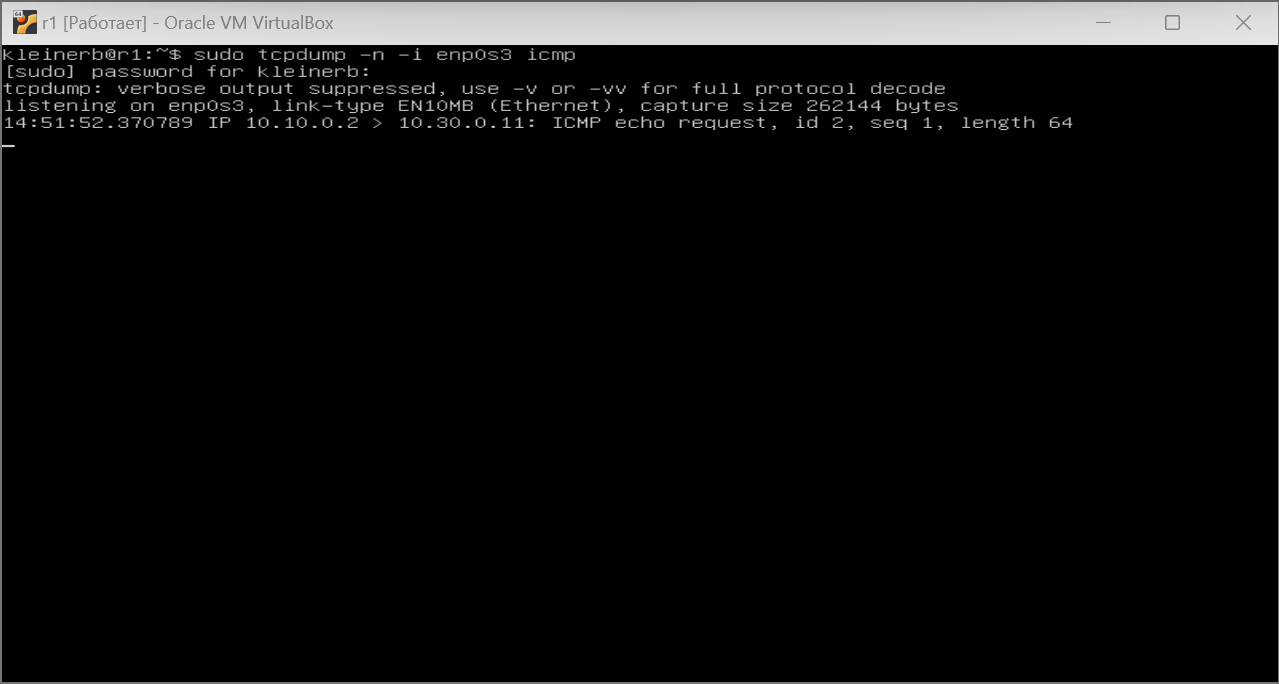 r1 [Работает] - Oracle VM VirtualBox
kleinerb@r1:~$ sudo tcpdump -n -i enp0s3 icmp
[sudo] password for kleinerb:
tcpdump: verbose output suppressed, use -v or -vv for full protocol decode
listening on enp0s3, link-type EN10MB (Ethernet), capture size 262144 bytes
14:51:52.370789 IP 10.10.0.2 > 10.30.0.11: ICMP echo request, id 2, seq 1, length 64